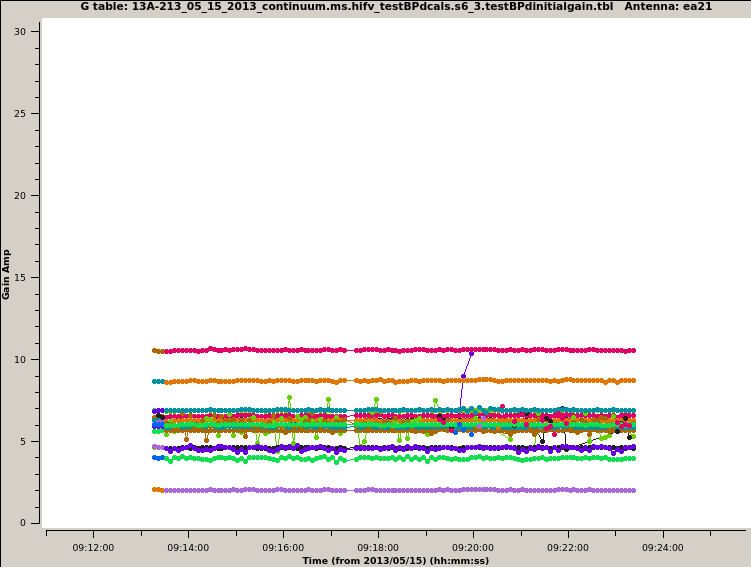 G table: 13A-213_05_15_2013_continuum.ms.hifv_testBPdcals.s6_3.testBPdinitialgain.tbl Antenna: ea21
30
25
20
15
10
5
0
Gain Amp
09:12:00 09:14:00 09:16:00 09:18:00 09:20:00 09:22:00 09:24:00
Time (from 2013/05/15) (hh:mm:ss)